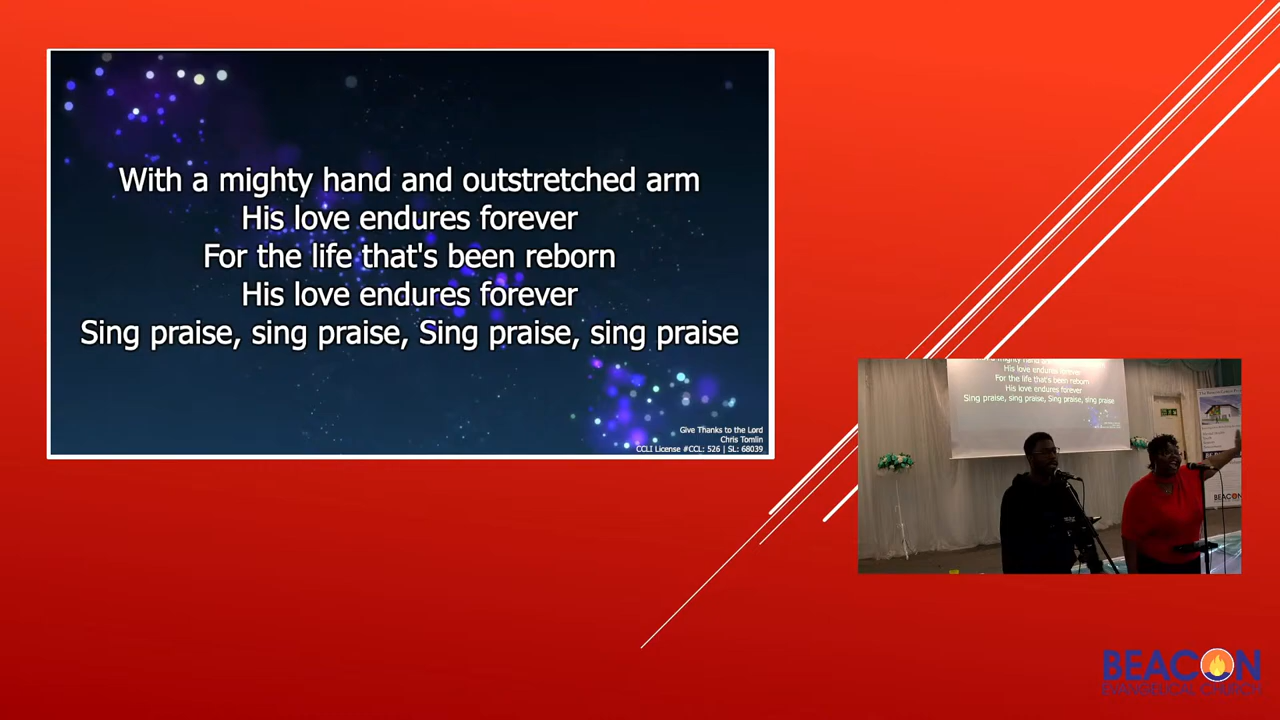 With a mighty hand and outstretched arm
His love endures forever
For the life that's been reborn
His love endures forever
Sing praise, sing praise, Sing praise, sing praise
Give Thanks to the Lord
Chris Tomlin
CCLI License #CCL: 526 | SL: 68039
His love endures forever
For the life that's been reborn
His love endures forever
Sing praise, sing praise, Sing praise, sing praise
BEACON
BEACON
EVANGELICAL CHURCH